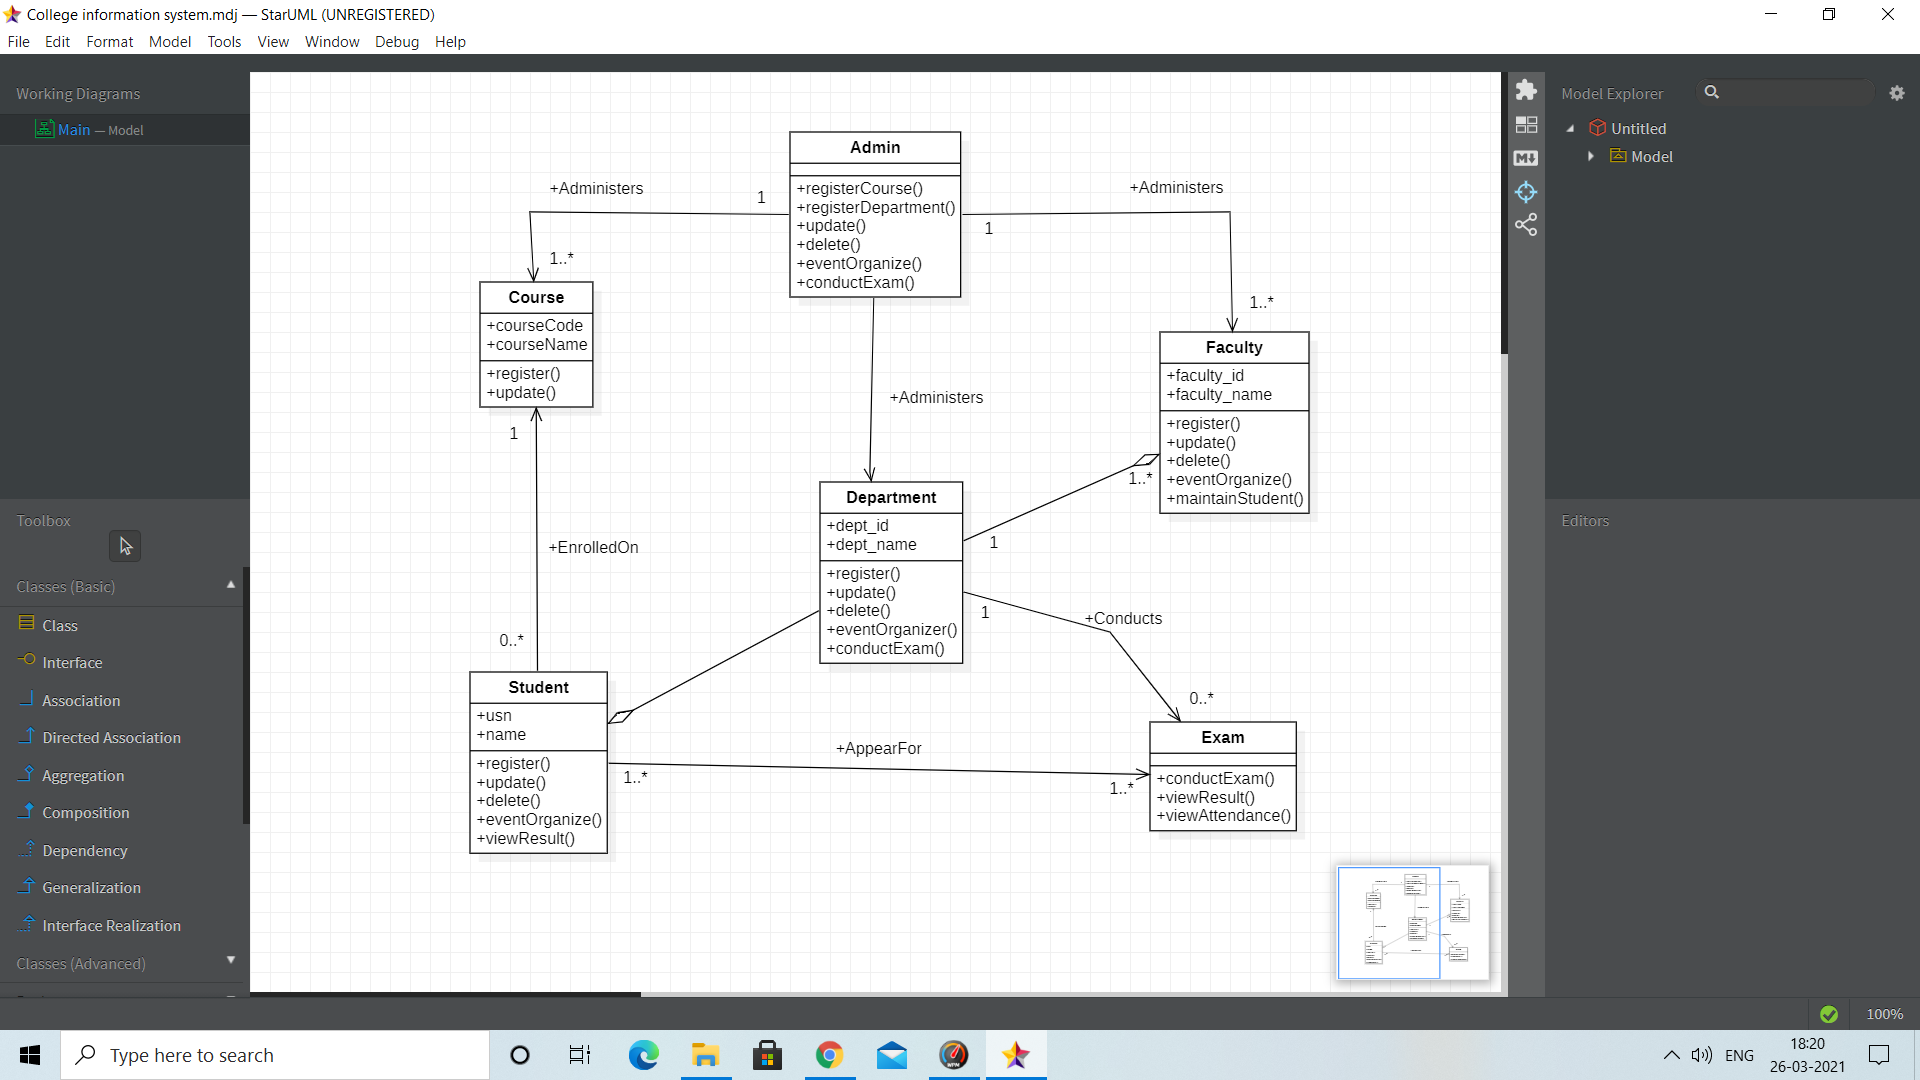 College information system.mdj — StarUML (UNREGISTERED)
File Edit Format Model Tools View Window Debug Help
Working Diagrams
Main — Model
Toolbox
Classes (Basic)
Class
Interface
Association
Directed Association
Aggregation
Composition
Dependency
Generalization
Interface Realization
Classes (Advanced)
Admin
+registerCourse()
+registerDepartment()
+update()
+delete()
+eventOrganize()
+conductExam()
+Administers
1
1..*
+Administers
1
1..*
+Administers
Course
+courseCode
+courseName
+register()
+update()
1
+EnrolledOn
0..*
Faculty
+faculty_id
+faculty_name
+register()
+update()
+delete()
+eventOrganize()
+maintainStudent()
1..*
1
Department
+dept_id
+dept_name
+register()
+update()
+delete()
+eventOrganizer()
+conductExam()
1
+Conducts
0..*
Student
+usn
+name
+register()
+update()
+delete()
+eventOrganize()
+viewResult()
1..*
+AppearFor
1..*
Exam
+conductExam()
+viewResult()
+viewAttendance()
Model Explorer
Untitled
Model
Editors
100%
Type here to search
ENG
18:20
26-03-2021